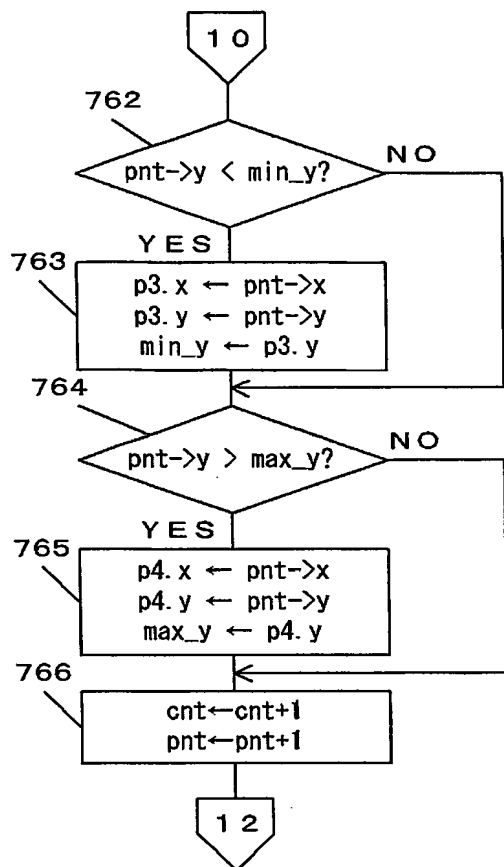 10
762
pnt->y < min_y?
NO
YES
763
p3.x ← pnt->x
p3.y ← pnt->y
min_y ← p3.y
764
pnt->y > max_y?
NO
YES
765
p4.x ← pnt->x
p4.y ← pnt->y
max_y ← p4.y
766
cnt←cnt+1
pnt←pnt+1
12